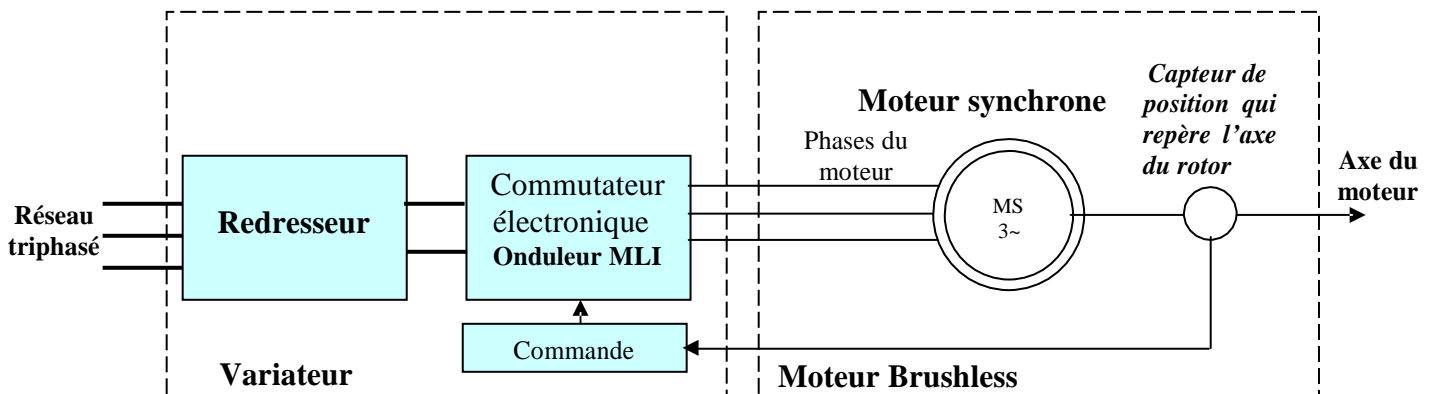 Réseau
triphasé
Redresseur
Commutateur
électronique
Onduleur MLI
Commande
Variateur
Phases du
moteur
Moteur synchrone
MS
3~
Capteur de
position qui
repère l'axe
du rotor
Axe du
moteur
Moteur Brushless